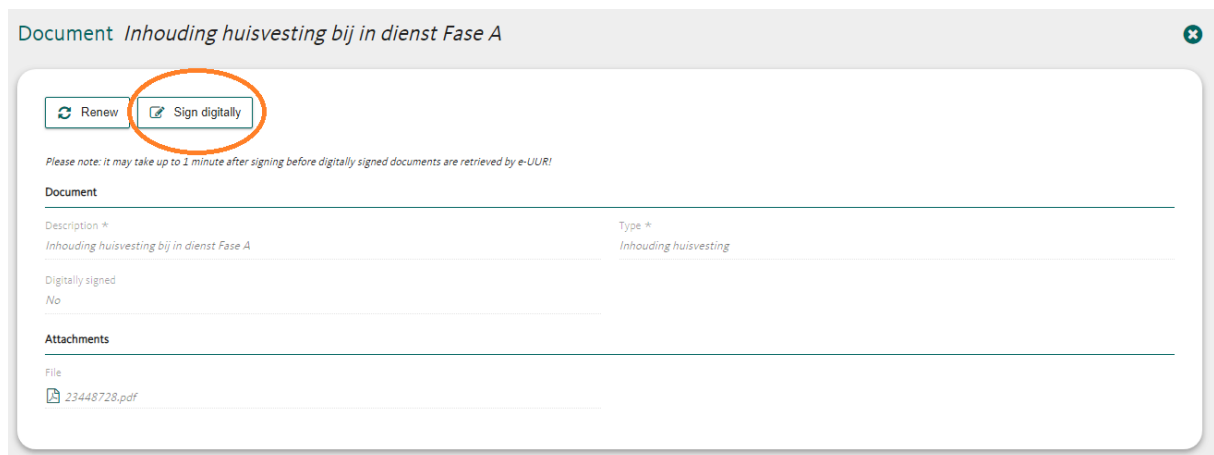 Document Inhouding huisvesting bij in dienst Fase A
Renew Sign digitally
Please note: it may take up to 1 minute after signing before digitally signed documents are retrieved by e-UUR!
Document
Description * Type *
Inhouding huisvesting bij in dienst Fase A Inhouding huisvesting
Digitally signed
No
Attachments
File
23448728.pdf